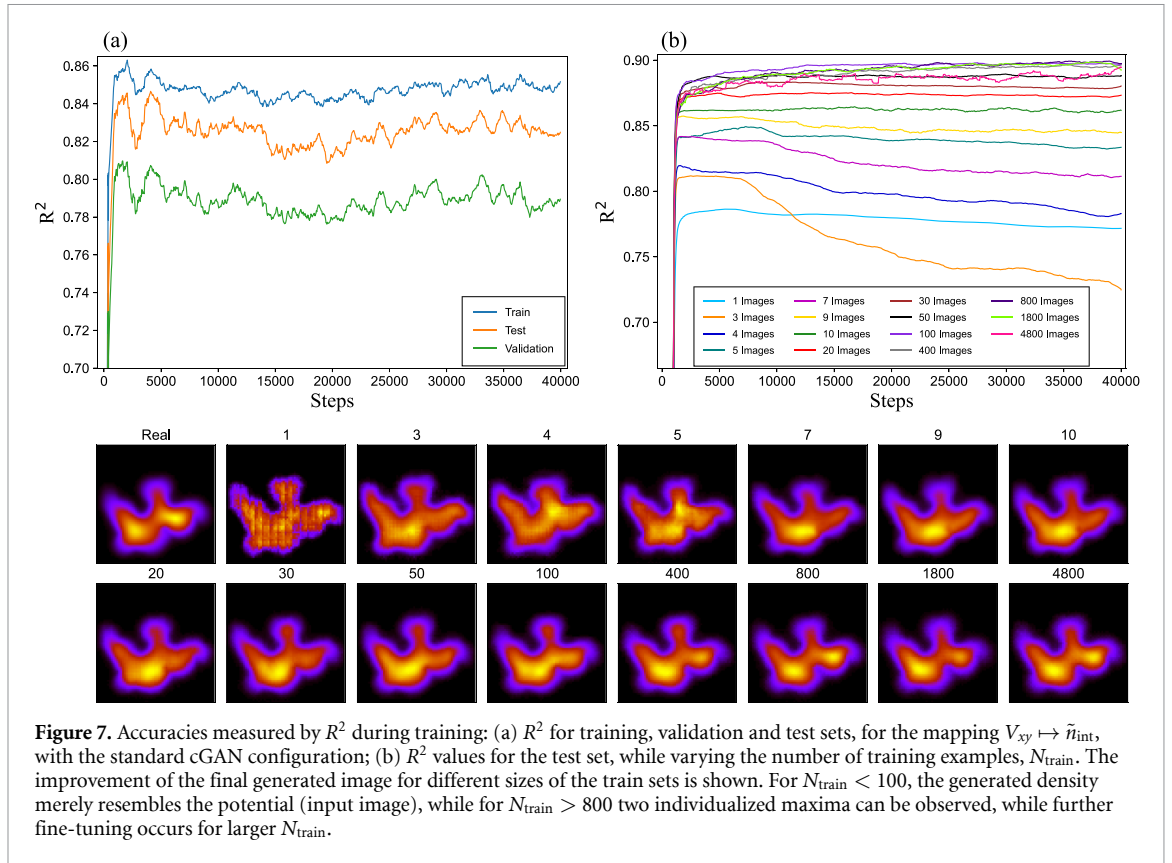 (a)
(b)
0.86
0.84
0.82
0.80
0.78
0.76
0.74
0.72
0.70
R²
0
5000
10000
15000
20000
25000
30000
35000
40000
Steps
Train
Test
Validation
0.90
0.85
0.80
0.75
0.70
R²
0
5000
10000
15000
20000
25000
30000
35000
40000
Steps
1 Images
3 Images
4 Images
5 Images
7 Images
9 Images
10 Images
20 Images
30 Images
50 Images
100 Images
400 Images
800 Images
1800 Images
4800 Images
Real 1 3 4 5 7 9 10
20 30 50 100 400 800 1800 4800
Figure 7. Accuracies measured by R² during training: (a) R² for training, validation and test sets, for the mapping Vxy ↦ ñint,
with the standard cGAN configuration; (b) R² values for the test set, while varying the number of training examples, Ntrain. The
improvement of the final generated image for different sizes of the train sets is shown. For Ntrain < 100, the generated density
merely resembles the potential (input image), while for Ntrain > 800 two individualized maxima can be observed, while further
fine-tuning occurs for larger Ntrain.